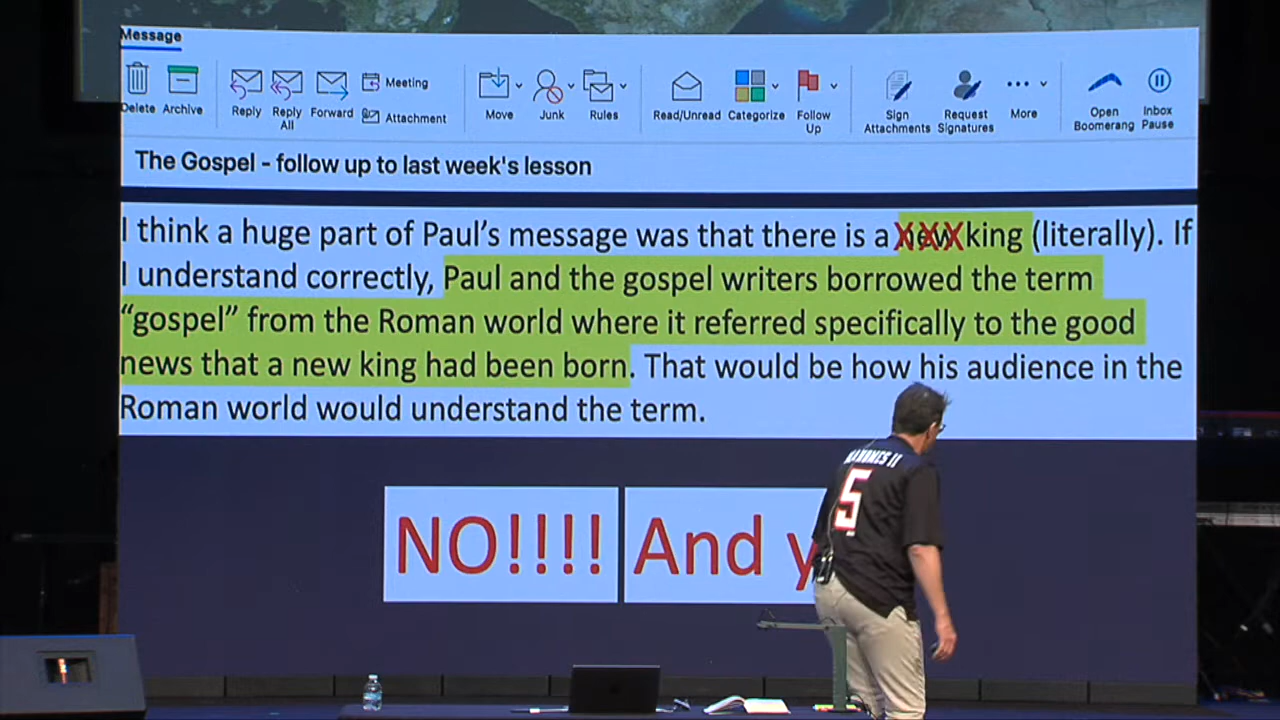 Message
Delete Archive Reply Reply All Forward Meeting Attachment Move Junk Rules Read/Unread Categorize Follow Up Sign Attachments Request Signatures More Open Boomerang Inbox Pause
The Gospel - follow up to last week's lesson
I think a huge part of Paul's message was that there is a new king (literally). If
I understand correctly, Paul and the gospel writers borrowed the term
“gospel” from the Roman world where it referred specifically to the good
news that a new king had been born. That would be how his audience in the
Roman world would understand the term.
NO!!!! And
MAHOMES II
5